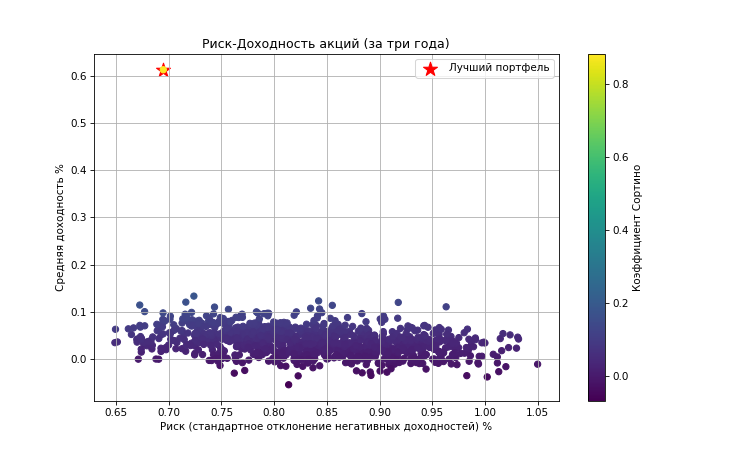 Риск-Доходность акций (за три года)
Лучший портфель
Средняя доходность %
0.6
0.5
0.4
0.3
0.2
0.1
0.0
0.65 0.70 0.75 0.80 0.85 0.90 0.95 1.00 1.05
Риск (стандартное отклонение негативных доходностей) %
0.8
0.6
0.4
0.2
0.0
Коэффициент Сортино